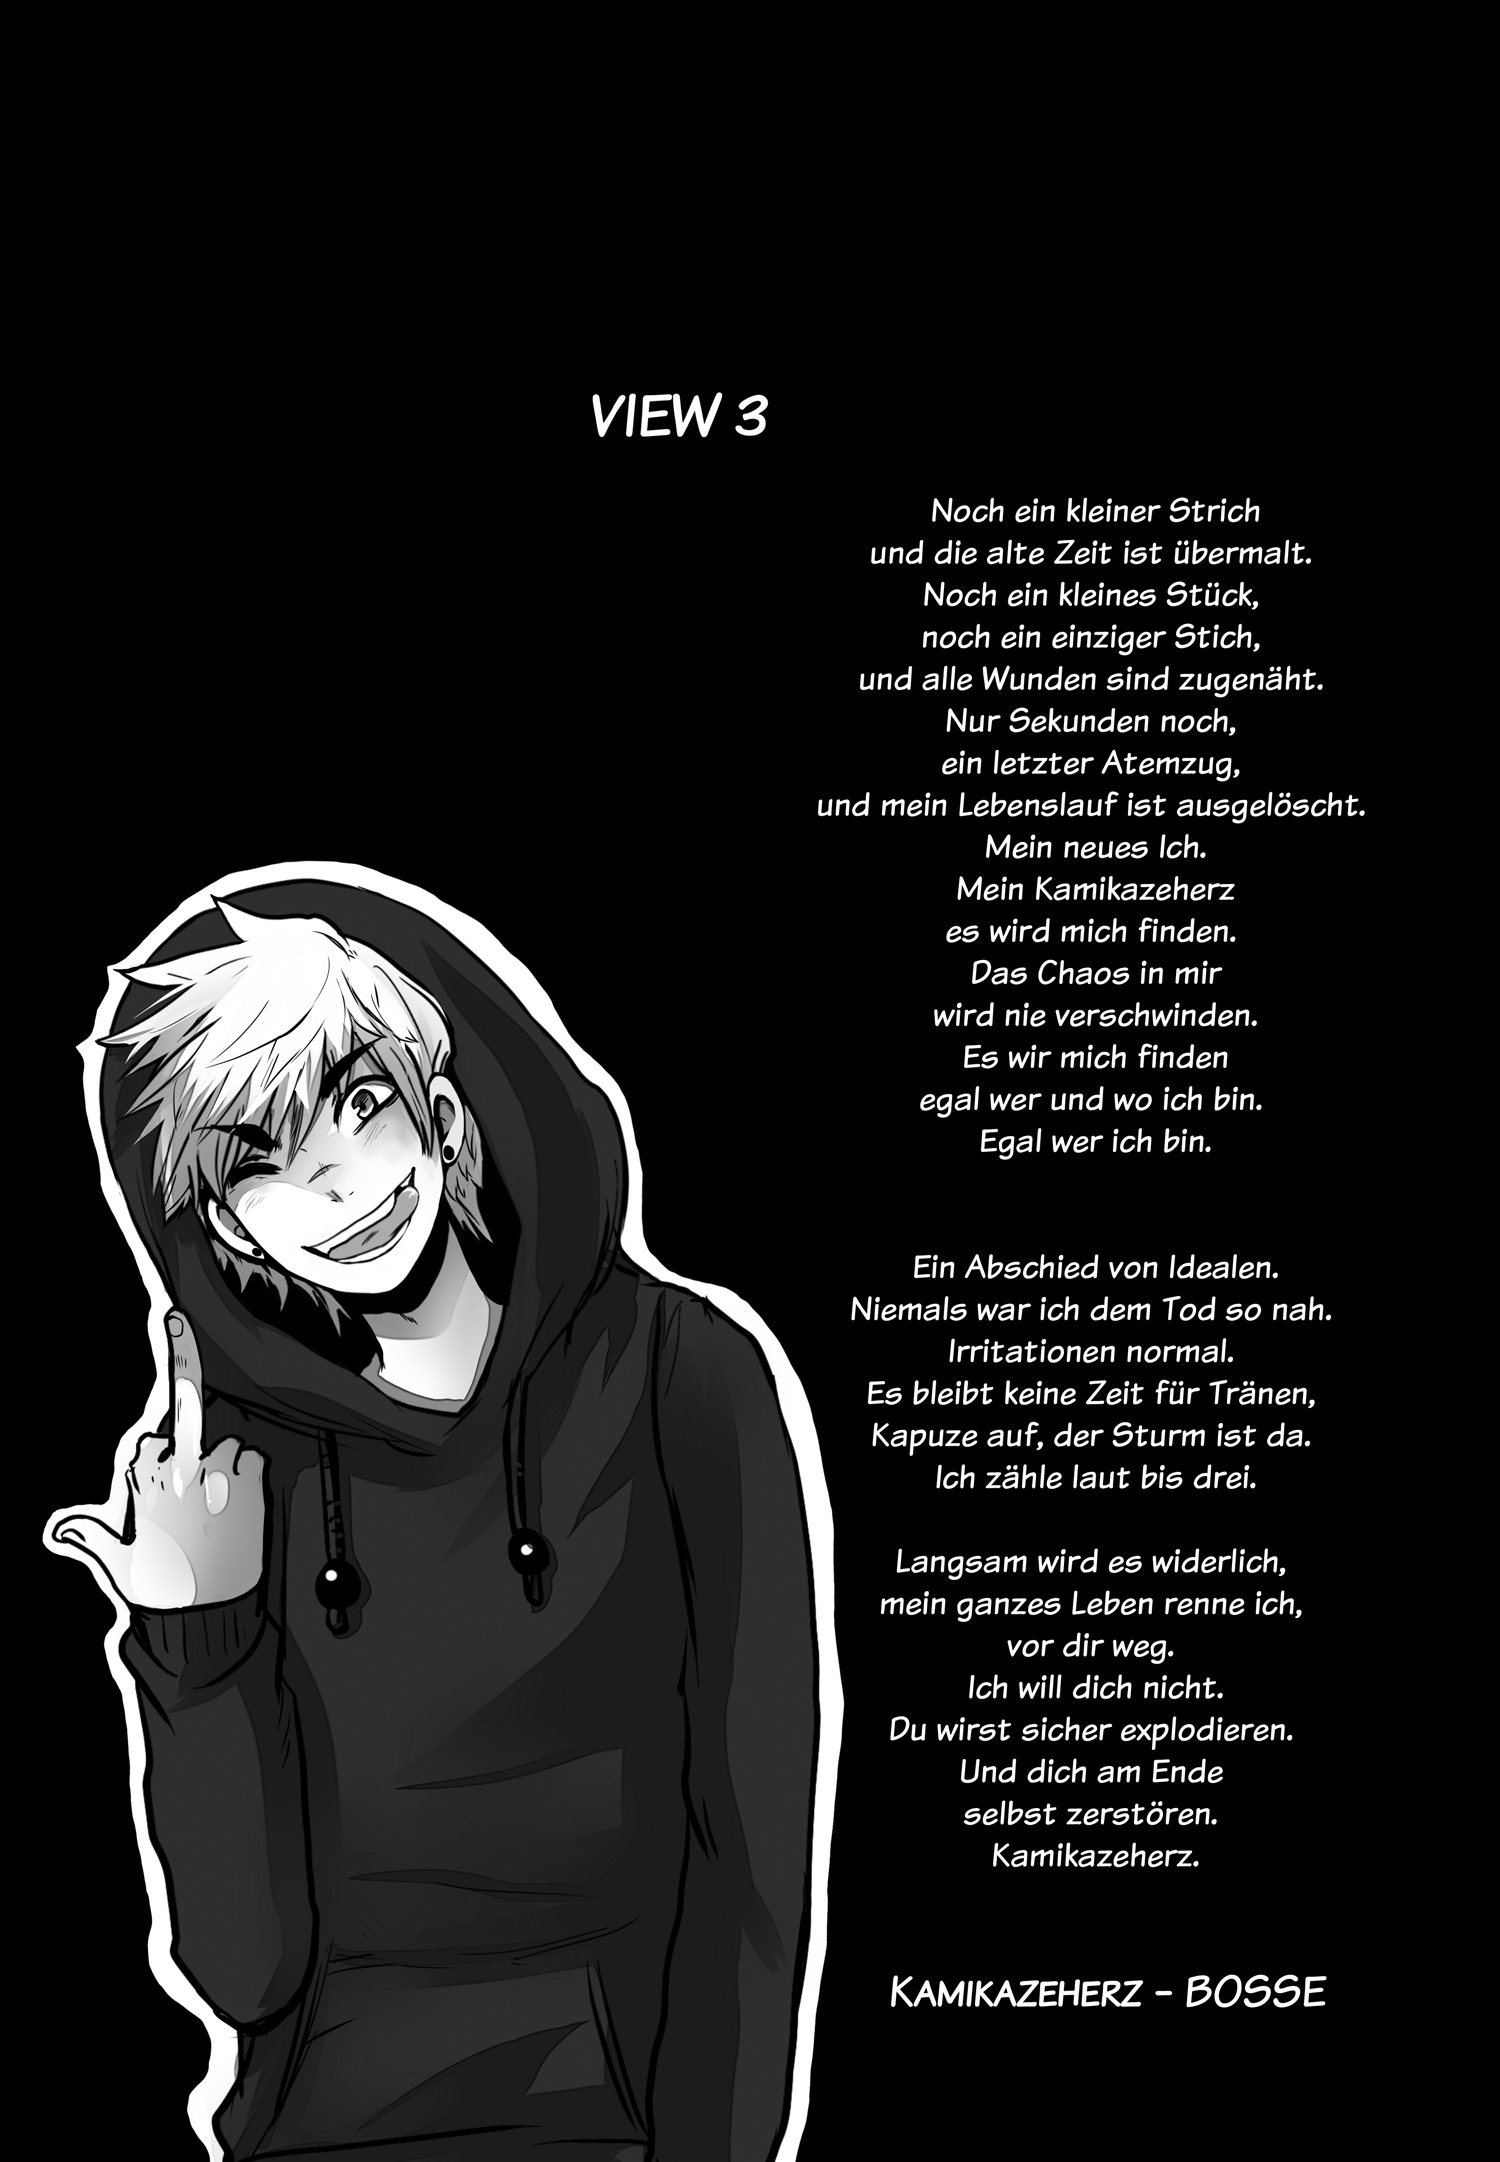 VIEW 3
Noch ein kleiner Strich
und die alte Zeit ist übermalt.
Noch ein kleines Stück,
noch ein einziger Stich,
und alle Wunden sind zugenäht.
Nur Sekunden noch,
ein letzter Atemzug,
und mein Lebenslauf ist ausgelöscht.
Mein neues Ich.
Mein Kamikazeherz
es wird mich finden.
Das Chaos in mir
wird nie verschwinden.
Es wir mich finden
egal wer und wo ich bin.
Egal wer ich bin.
Ein Abschied von Idealen.
Niemals war ich dem Tod so nah.
Irritationen normal.
Es bleibt keine Zeit für Tränen,
Kapuze auf, der Sturm ist da.
Ich zähle laut bis drei.
Langsam wird es widerlich,
mein ganzes Leben renne ich,
vor dir weg.
Ich will dich nicht.
Du wirst sicher explodieren.
Und dich am Ende
selbst zerstören.
Kamikazeherz.
KAMIKAZEHERZ - BOSSE